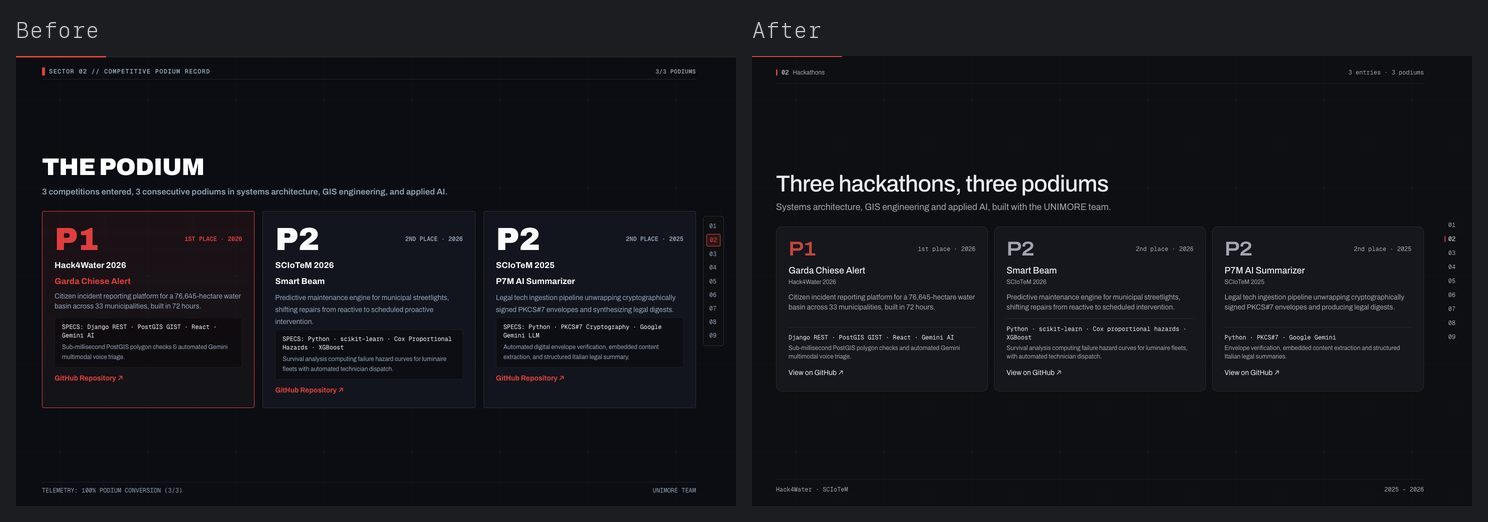 Before
SECTOR 02 // COMPETITIVE PODIUM RECORD
3/3 PODIUMS
THE PODIUM
3 competitions entered, 3 consecutive podiums in systems architecture, GIS engineering, and applied AI.
P1
1ST PLACE · 2026
Hack4Water 2026
Garda Chiese Alert
Citizen incident reporting platform for a 76,645-hectare water
basin across 33 municipalities, built in 72 hours.
SPECS: Django REST · PostGIS GIST · React ·
Gemini AI
Sub-millisecond PostGIS polygon checks & automated Gemini
multimodal voice triage.
GitHub Repository ↗
P2
2ND PLACE · 2026
SCIoTeM 2026
Smart Beam
Predictive maintenance engine for municipal streetlights,
shifting repairs from reactive to scheduled proactive
intervention.
SPECS: Python · scikit-learn · Cox Proportional
Hazards · XGBoost
Survival analysis computing failure hazard curves for luminaire
fleets with automated technician dispatch.
GitHub Repository ↗
P2
2ND PLACE · 2025
SCIoTeM 2025
P7M AI Summarizer
Legal tech ingestion pipeline unwrapping cryptographically
signed PKCS#7 envelopes and synthesizing legal digests.
SPECS: Python · PKCS#7 Cryptography · Google
Gemini LLM
Automated digital envelope verification, embedded content
extraction, and structured Italian legal summary.
GitHub Repository ↗
01
02
03
04
05
06
07
08
09
TELEMETRY: 100% PODIUM CONVERSION (3/3)
UNIMORE TEAM
After
02 Hackathons
3 entries · 3 podiums
Three hackathons, three podiums
Systems architecture, GIS engineering and applied AI, built with the UNIMORE team.
P1
1st place · 2026
Garda Chiese Alert
Hack4Water 2026
Citizen incident reporting platform for a 76,645-hectare water
basin across 33 municipalities, built in 72 hours.
Django REST · PostGIS GIST · React · Gemini AI
Sub-millisecond PostGIS polygon checks and automated Gemini
multimodal voice triage.
View on GitHub ↗
P2
2nd place · 2026
Smart Beam
SCIoTeM 2026
Predictive maintenance engine for municipal streetlights,
shifting repairs from reactive to scheduled intervention.
Python · scikit-learn · Cox proportional hazards ·
XGBoost
Survival analysis computing failure hazard curves for luminaire fleets,
with automated technician dispatch.
View on GitHub ↗
P2
2nd place · 2025
P7M AI Summarizer
SCIoTeM 2025
Legal tech ingestion pipeline unwrapping cryptographically
signed PKCS#7 envelopes and producing legal digests.
Python · PKCS#7 · Google Gemini
Envelope verification, embedded content extraction and structured
Italian legal summaries.
View on GitHub ↗
01
02
03
04
05
06
07
08
09
Hack4Water · SCIoTeM
2025 – 2026